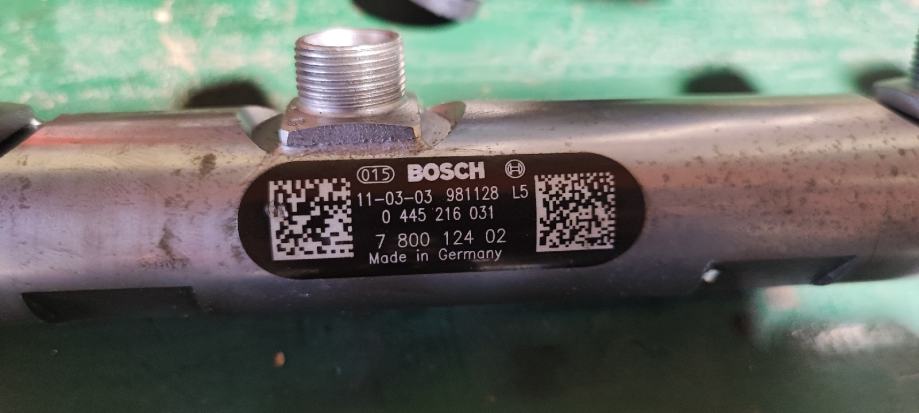 015 BOSCH
11-03-03 981128 L5
0 445 216 031
7 800 124 02
Made in Germany